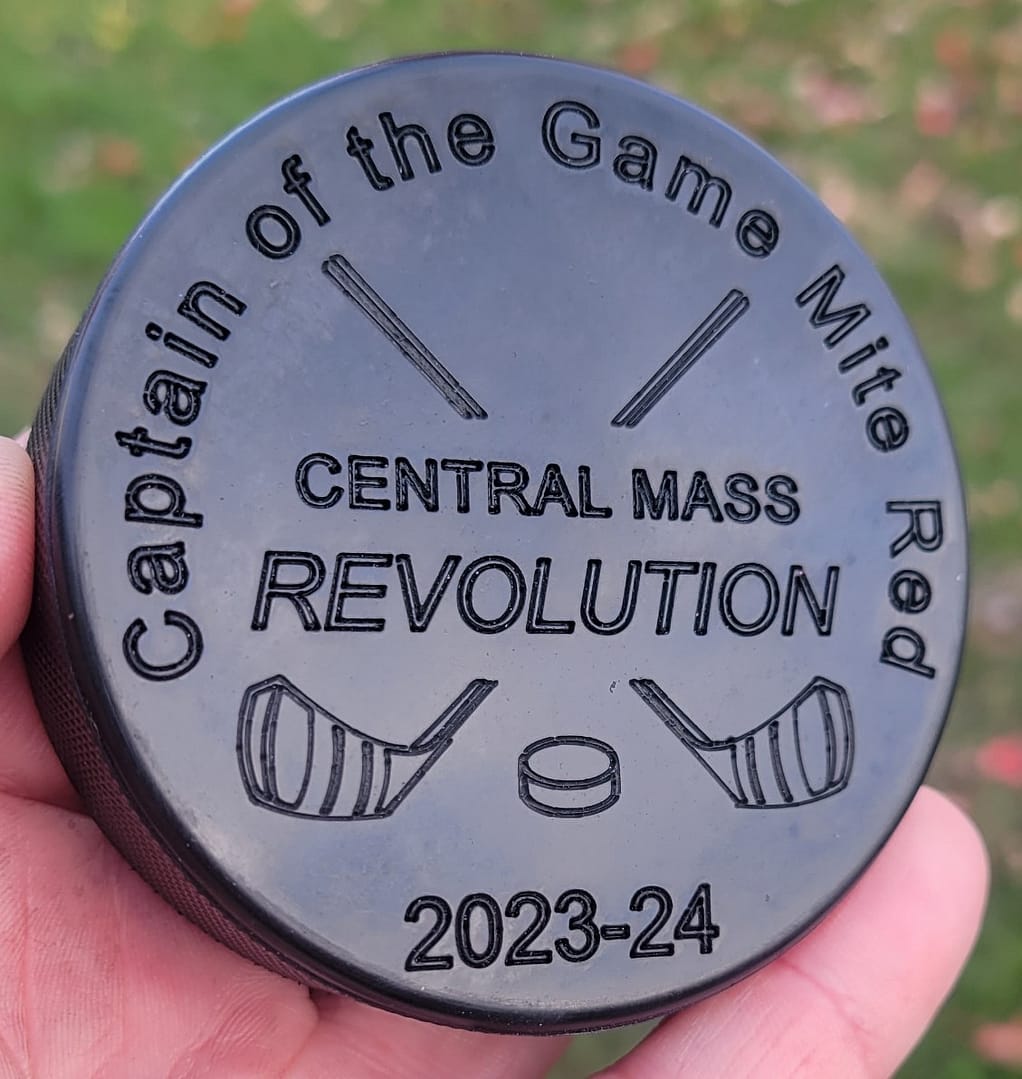 Captain of the Game Mite Red
CENTRAL MASS
REVOLUTION
2023-24